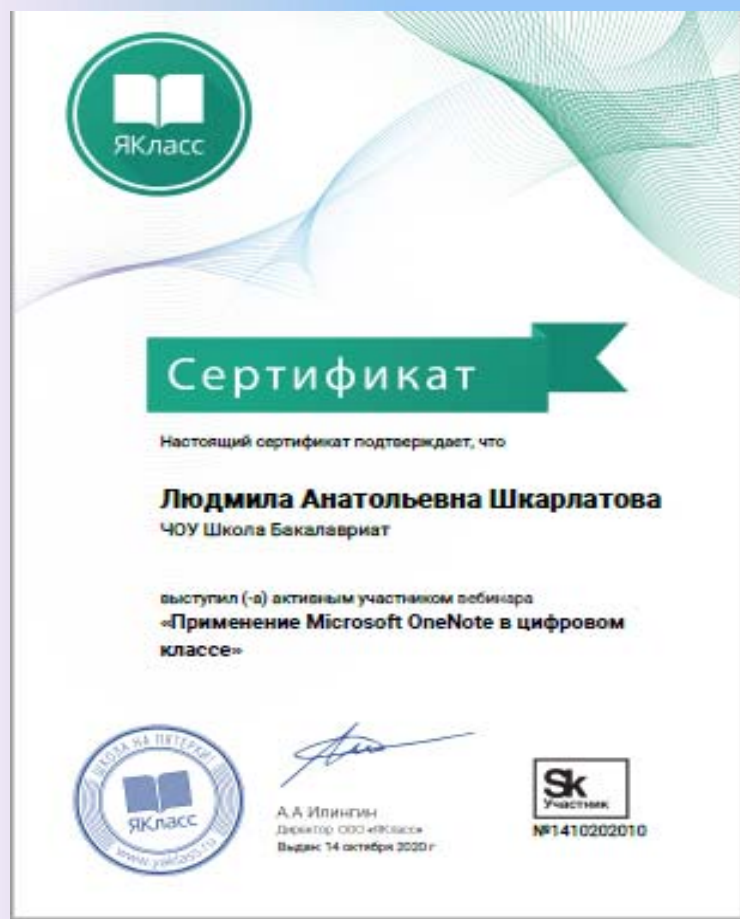 ЯКласс
Сертификат
Настоящий сертификат подтверждает, что
Людмила Анатольевна Шкарлатова
ЧОУ Школа Бакалавриат
выступил (-а) активным участником вебинара
«Применение Microsoft OneNote в цифровом
классе»
ШКОЛА НА ПЯТЕРКУ!
ЯКласс
www.yaklass.ru
А.А Илингин
Директор ООО «ЯКласс»
Выдан: 14 октября 2020 г
Sk
Участник
№1410202010